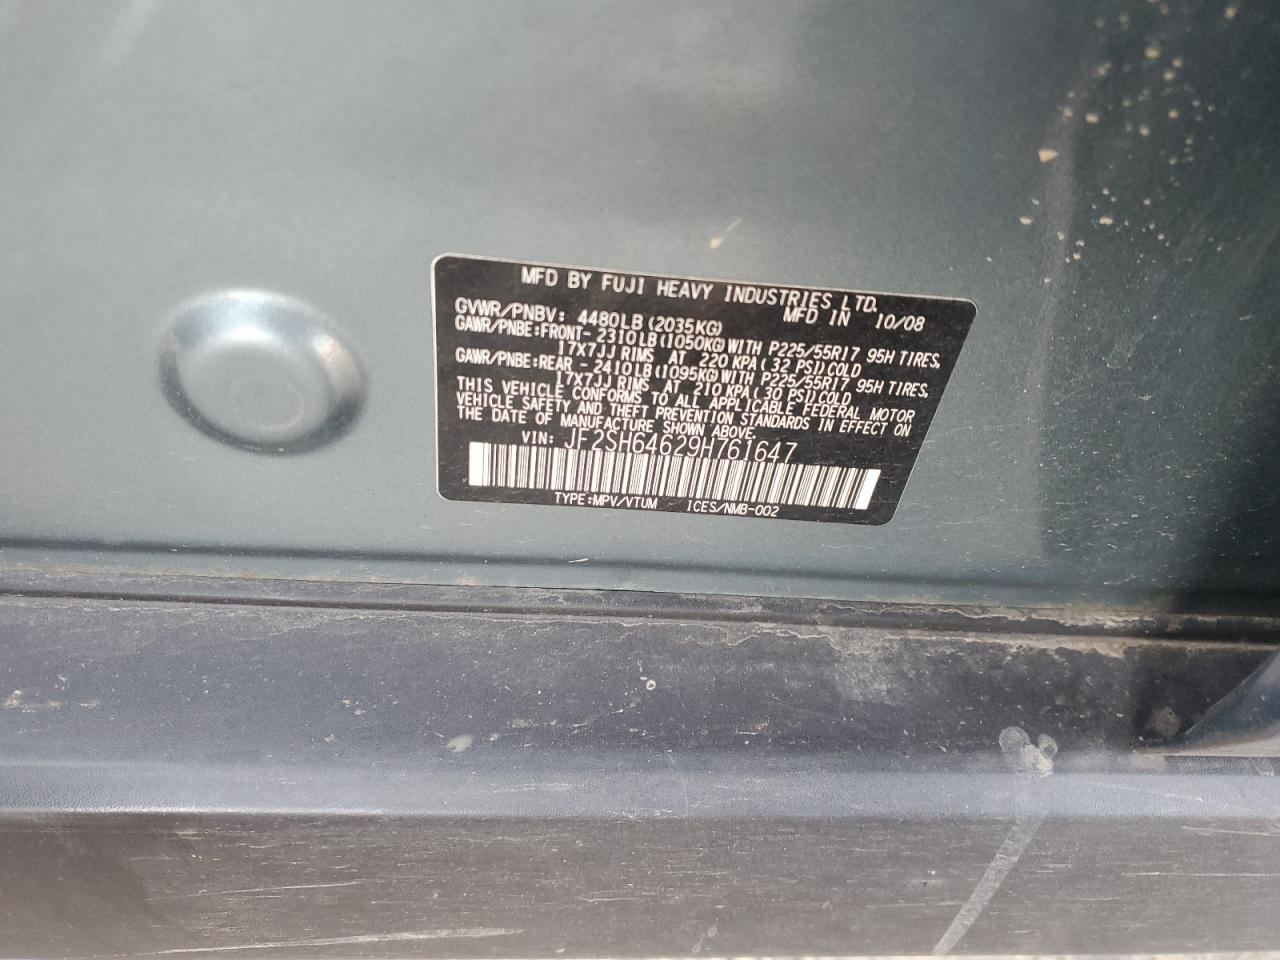 MFD BY FUJI HEAVY INDUSTRIES LTD.
GVWR/PNBV: 4480LB (2035KG) MFD IN 10/08
GAWR/PNBE:FRONT- 2310LB(1050KG) WITH P225/55R17 95H TIRES,
17X7JJ RIMS AT 220 KPA( 32 PSI)COLD
GAWR/PNBE:REAR - 2410LB(1095KG) WITH P225/55R17 95H TIRES,
17X7JJ RIMS AT 210 KPA( 30 PSI)COLD
THIS VEHICLE CONFORMS TO ALL APPLICABLE FEDERAL MOTOR
VEHICLE SAFETY AND THEFT PREVENTION STANDARDS IN EFFECT ON
THE DATE OF MANUFACTURE SHOWN ABOVE.
VIN: JF2SH64629H761647
TYPE:MPV/VTUM ICES/NMB-002